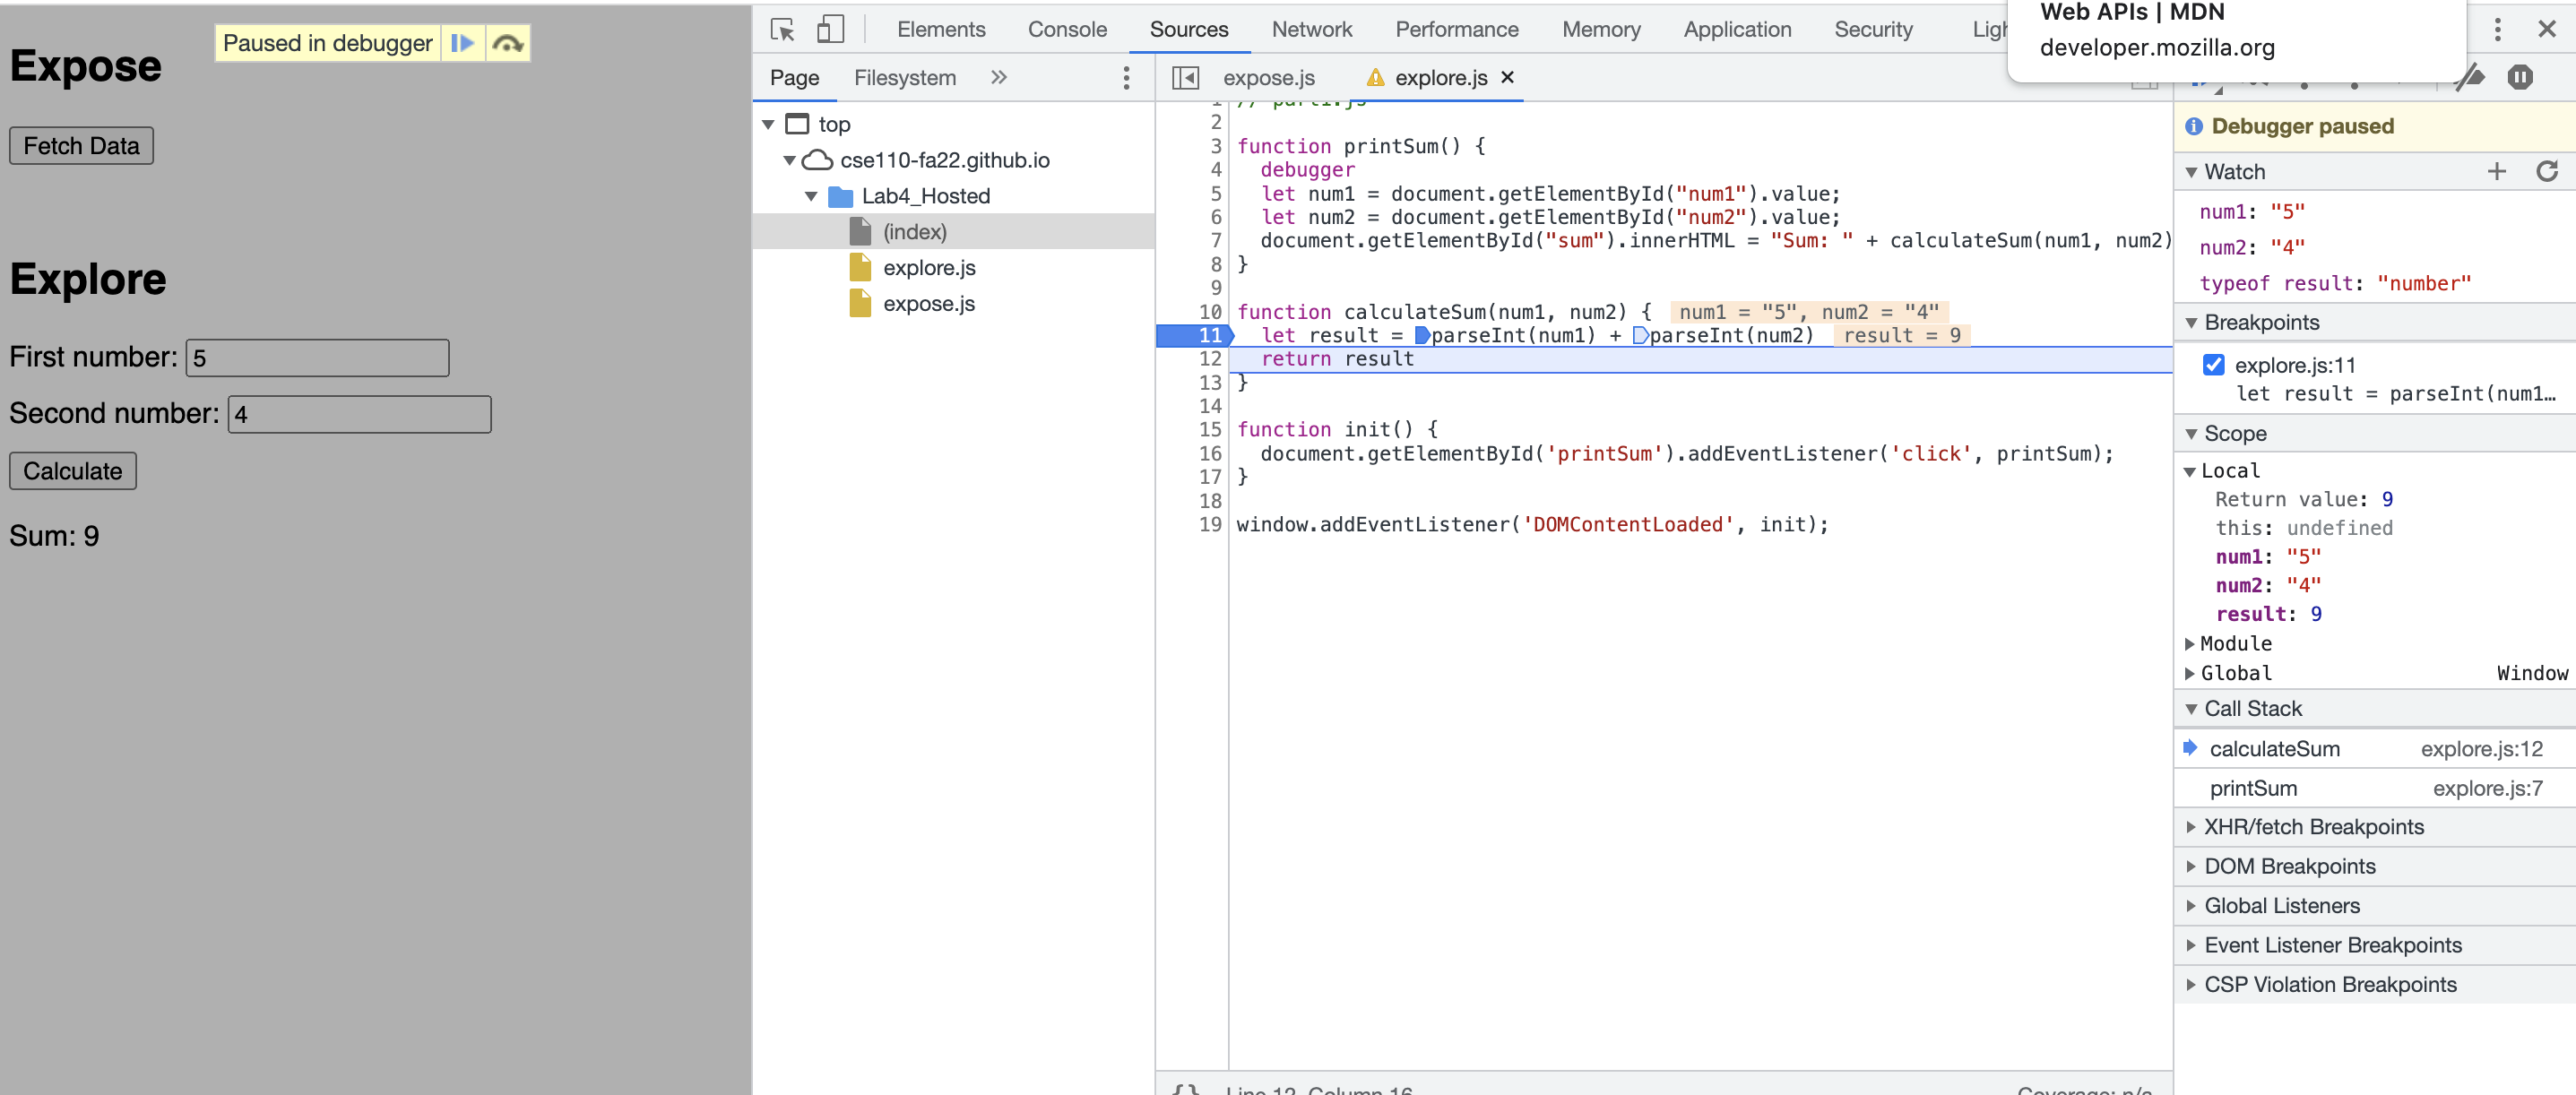 Expose
Paused in debugger
Fetch Data
Explore
First number: 5
Second number: 4
Calculate
Sum: 9
Elements Console Sources Network Performance Memory Application Security
Web APIs | MDN
developer.mozilla.org
Page Filesystem
top
cse110-fa22.github.io
Lab4_Hosted
(index)
explore.js
expose.js
expose.js explore.js
1 // part1.js
2
3 function printSum() {
4 debugger
5 let num1 = document.getElementById("num1").value;
6 let num2 = document.getElementById("num2").value;
7 document.getElementById("sum").innerHTML = "Sum: " + calculateSum(num1, num2)
8 }
9
10 function calculateSum(num1, num2) { num1 = "5", num2 = "4"
11 let result = parseInt(num1) + parseInt(num2) result = 9
12 return result
13 }
14
15 function init() {
16 document.getElementById('printSum').addEventListener('click', printSum);
17 }
18
19 window.addEventListener('DOMContentLoaded', init);
{} Line 12, Column 16 Coverage: n/a
Debugger paused
Watch
num1: "5"
num2: "4"
typeof result: "number"
Breakpoints
explore.js:11
let result = parseInt(num1…
Scope
Local
Return value: 9
this: undefined
num1: "5"
num2: "4"
result: 9
Module
Global Window
Call Stack
calculateSum explore.js:12
printSum explore.js:7
XHR/fetch Breakpoints
DOM Breakpoints
Global Listeners
Event Listener Breakpoints
CSP Violation Breakpoints